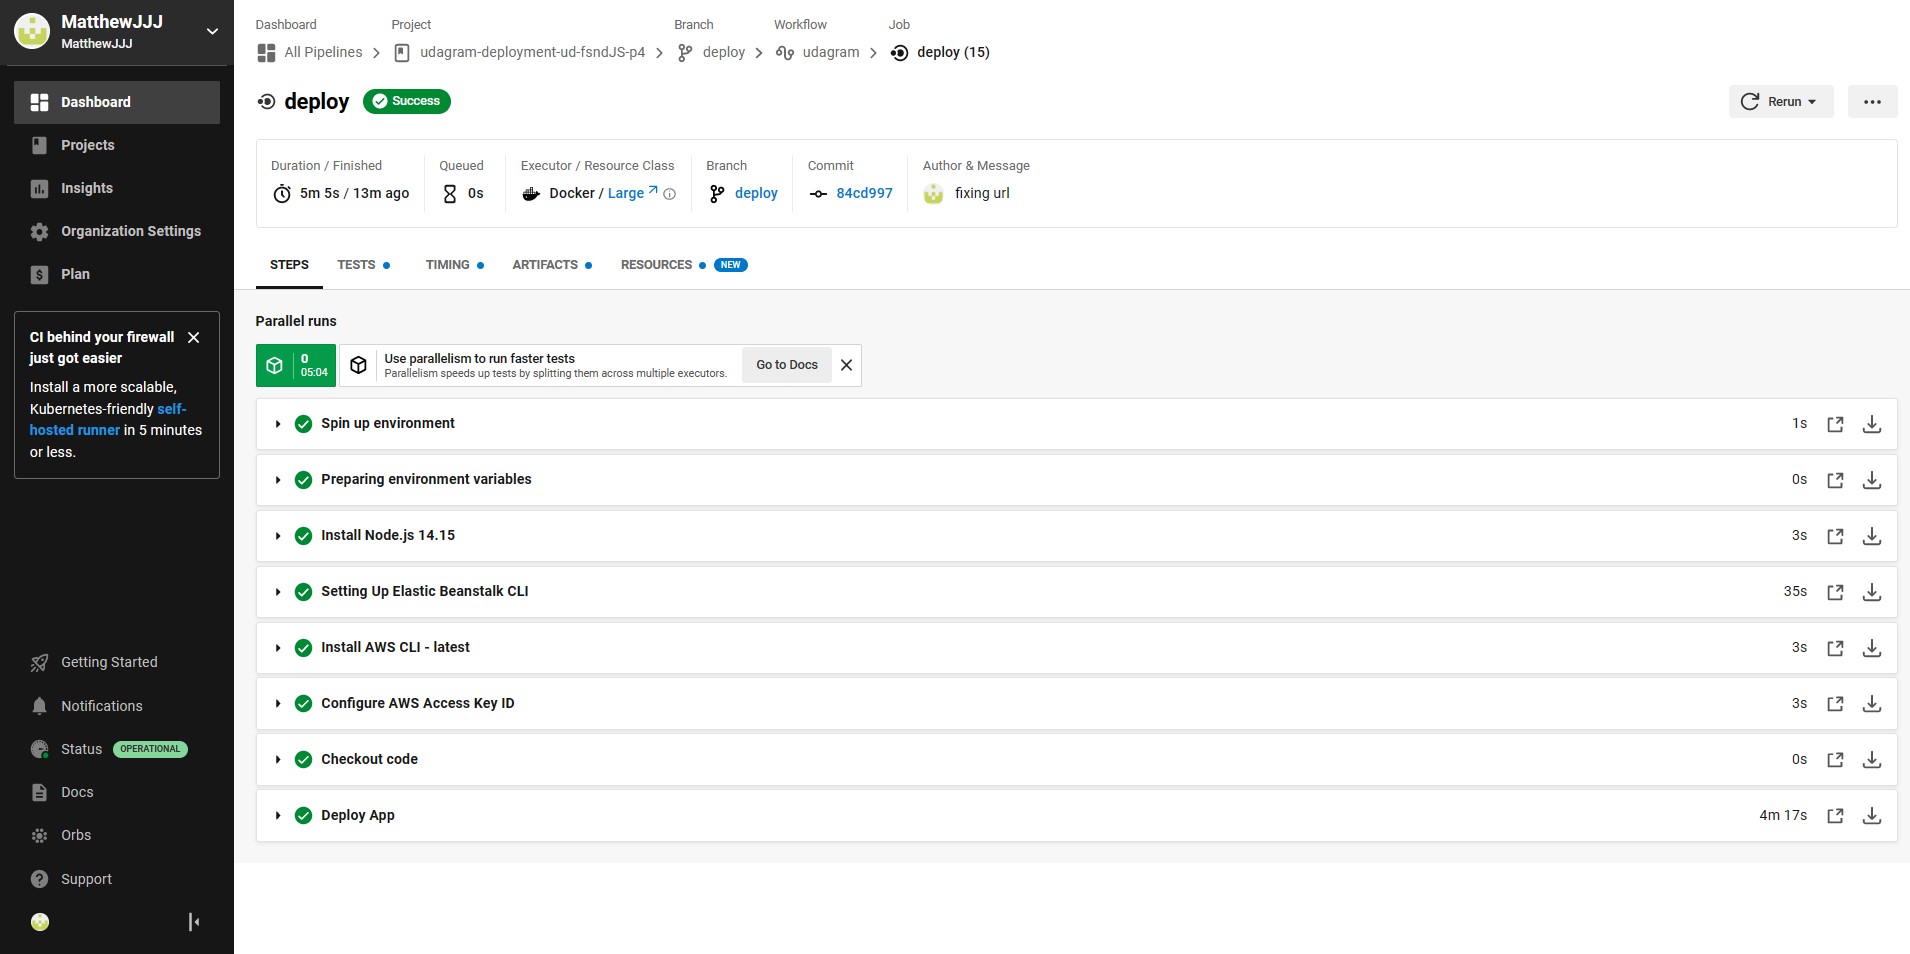 MatthewJJJ
MatthewJJJ
Dashboard
Projects
Insights
Organization Settings
Plan
CI behind your firewall
just got easier
Install a more scalable,
Kubernetes-friendly self-
hosted runner in 5 minutes
or less.
Getting Started
Notifications
Status OPERATIONAL
Docs
Orbs
Support
Dashboard Project Branch Workflow Job
All Pipelines udagram-deployment-ud-fsndJS-p4 deploy udagram deploy (15)
deploy Success
Rerun
Duration / Finished Queued Executor / Resource Class Branch Commit Author & Message
5m 5s / 13m ago 0s Docker / Large deploy 84cd997 fixing url
STEPS TESTS TIMING ARTIFACTS RESOURCES NEW
Parallel runs
0
05:04
Use parallelism to run faster tests
Parallelism speeds up tests by splitting them across multiple executors.
Go to Docs
Spin up environment 1s
Preparing environment variables 0s
Install Node.js 14.15 3s
Setting Up Elastic Beanstalk CLI 35s
Install AWS CLI - latest 3s
Configure AWS Access Key ID 3s
Checkout code 0s
Deploy App 4m 17s